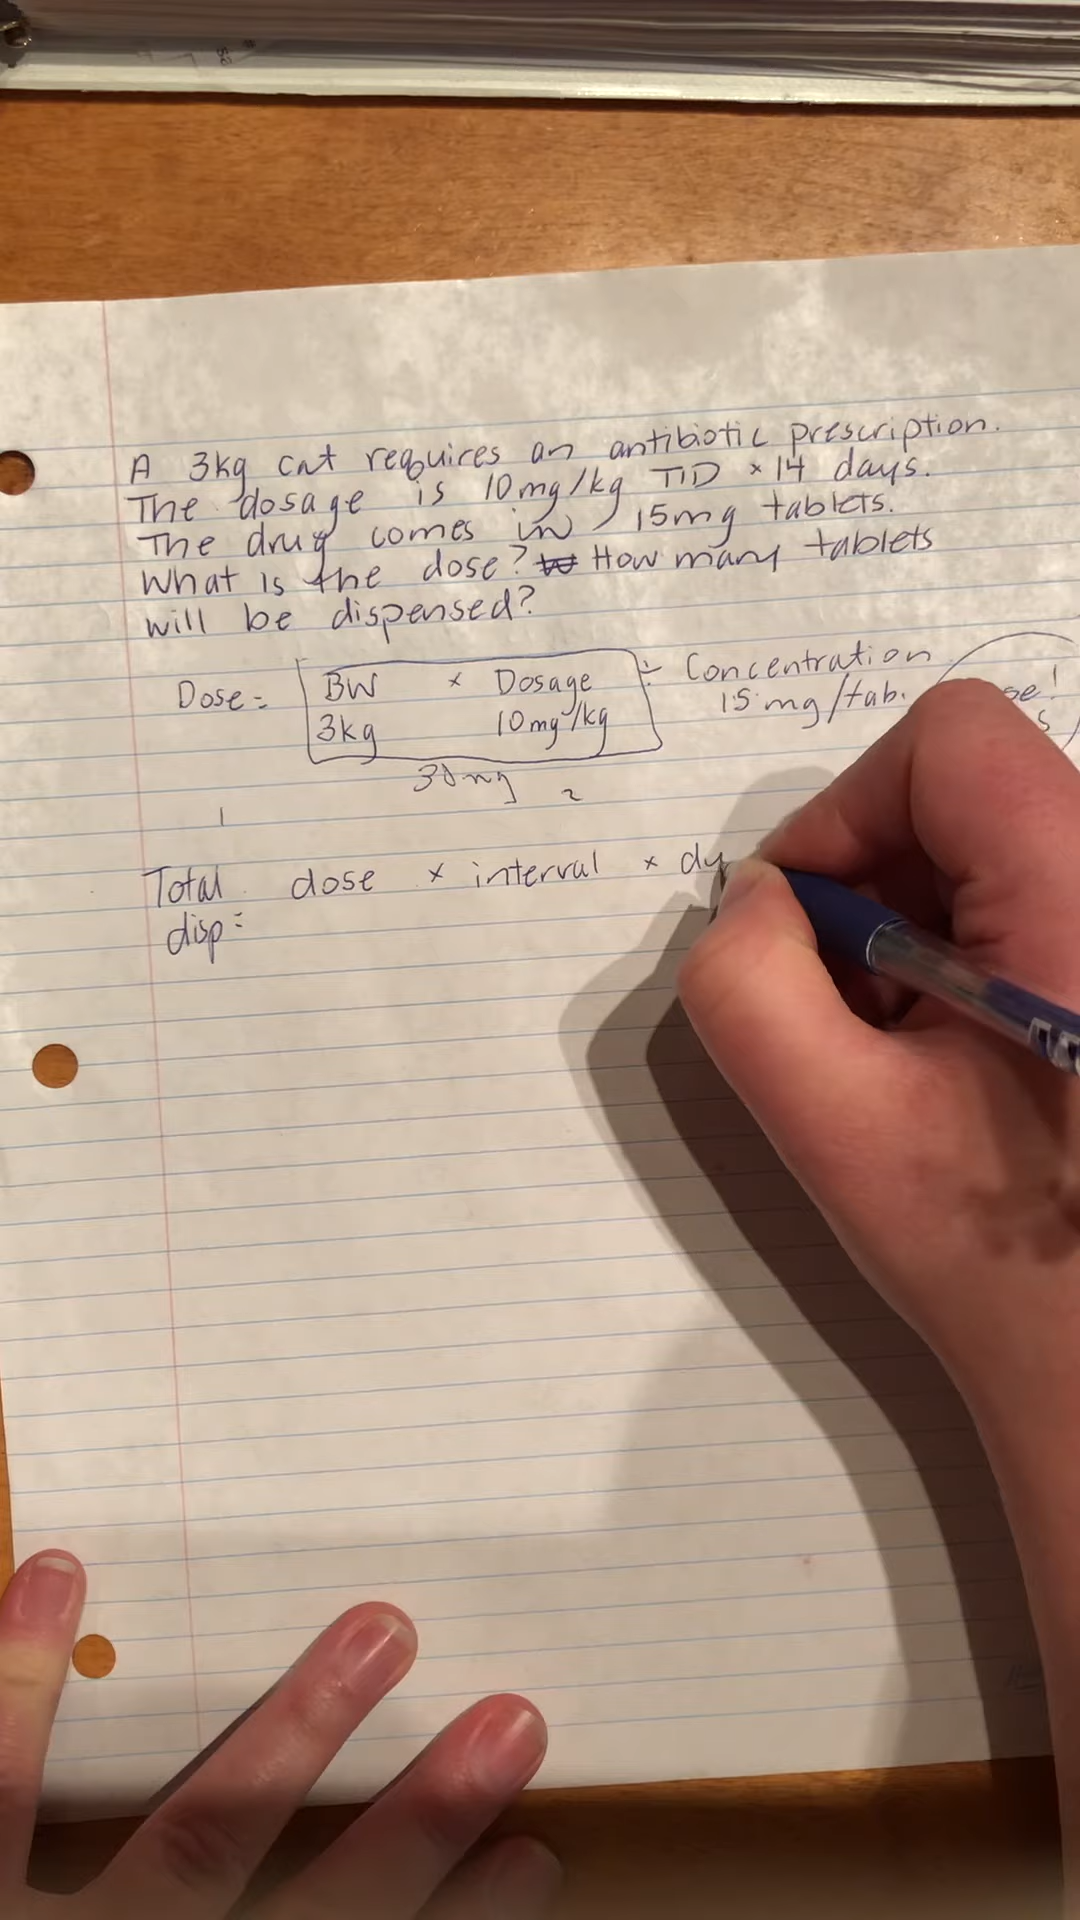 A 3kg cat requires an antibiotic prescription.
The dosage is 10mg/kg TID × 14 days.
The drug comes in 15mg tablets.
What is the dose? How many tablets
will be dispensed?
Dose = BW × Dosage ÷ Concentration
3kg 10mg/kg 15mg/tab.
30mg 2
1
Total dose × interval ×
disp =